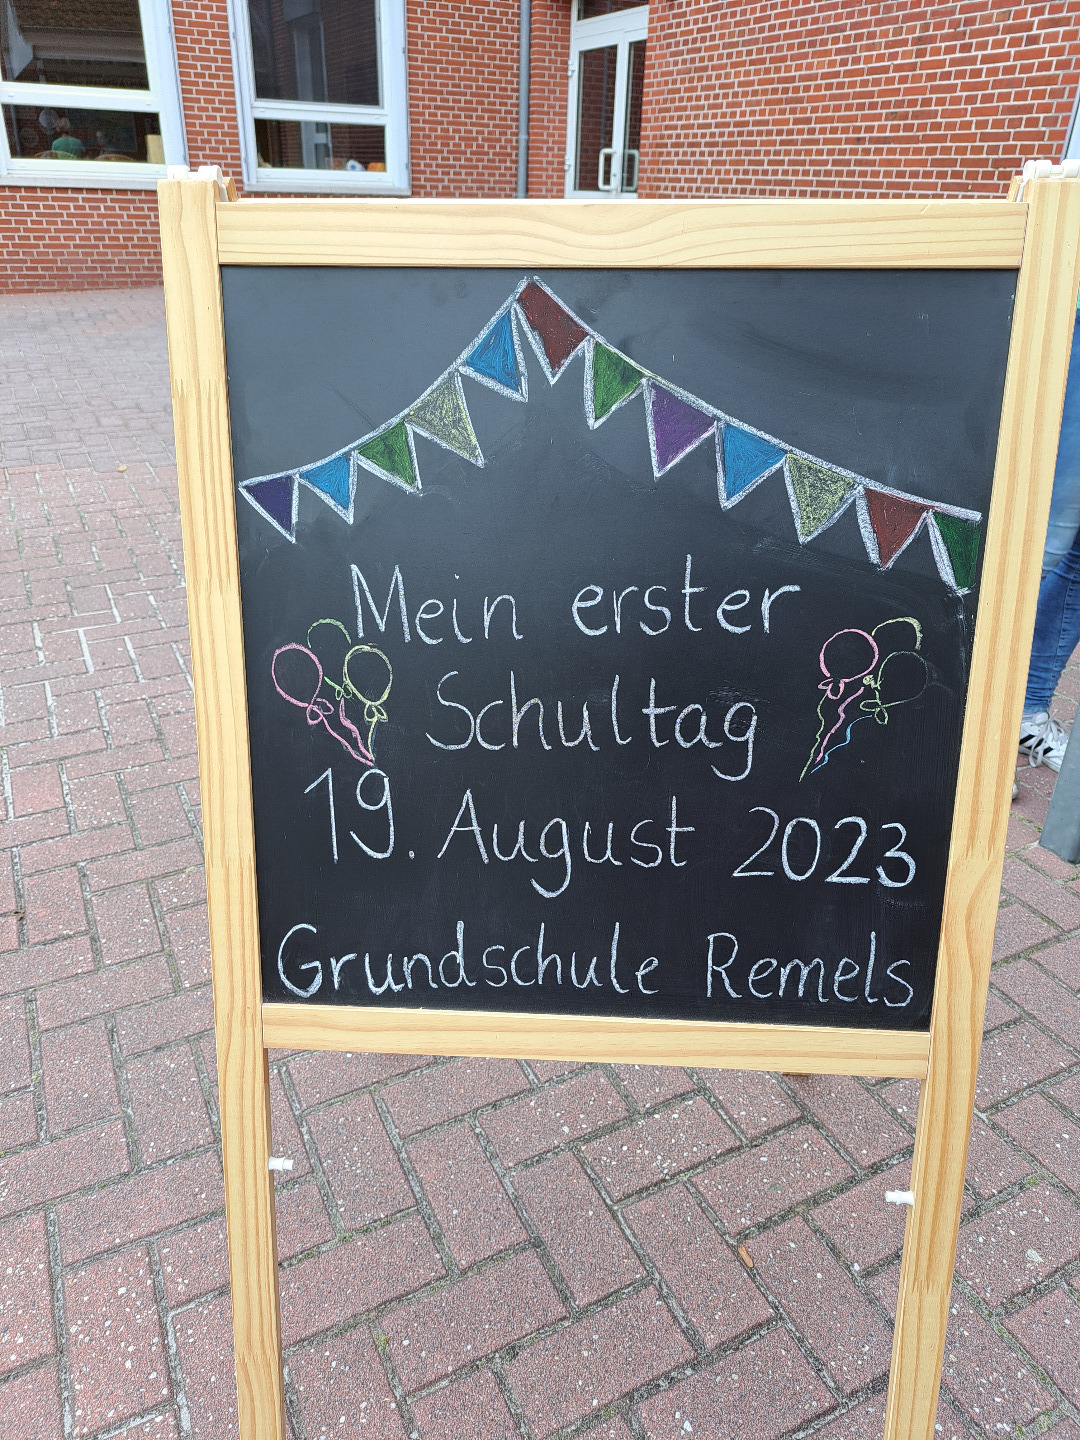 Mein erster
Schultag
19. August 2023
Grundschule Remels